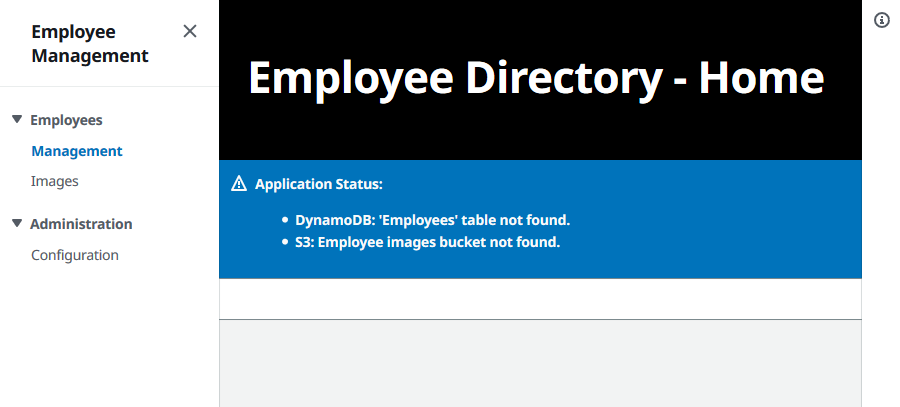 Employee
Management
Employees
Management
Images
Administration
Configuration
Employee Directory - Home
Application Status:
DynamoDB: 'Employees' table not found.
S3: Employee images bucket not found.